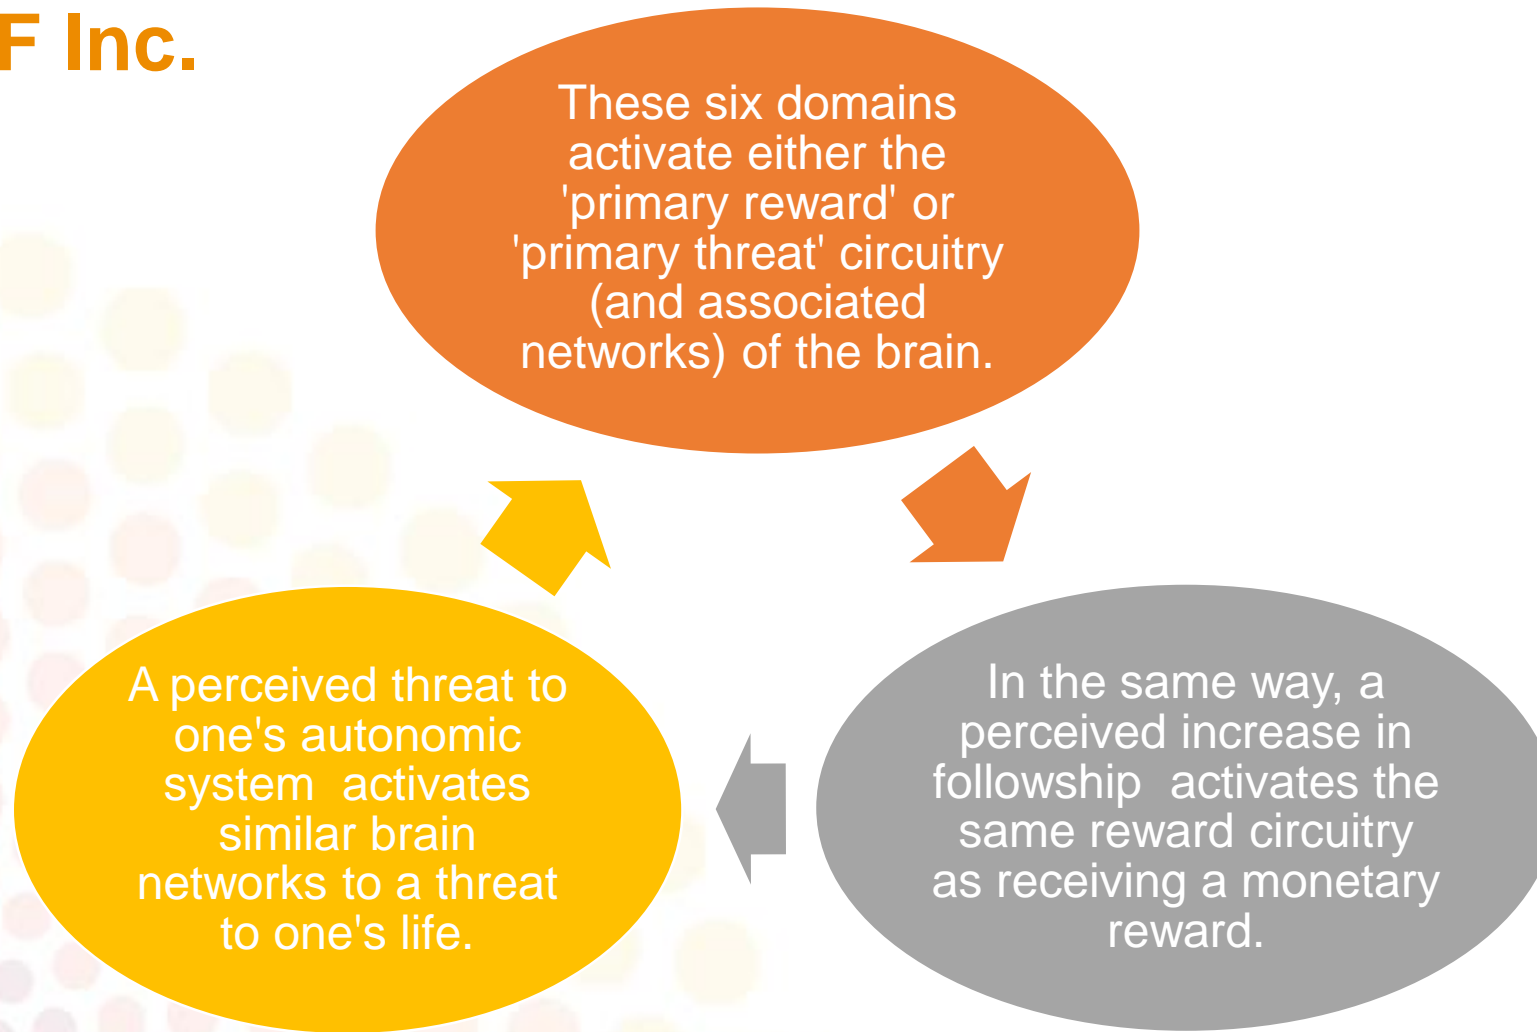 F Inc.
These six domains
activate either the
'primary reward' or
'primary threat' circuitry
(and associated
networks) of the brain.
In the same way, a
perceived increase in
followship activates the
same reward circuitry
as receiving a monetary
reward.
A perceived threat to
one's autonomic
system activates
similar brain
networks to a threat
to one's life.